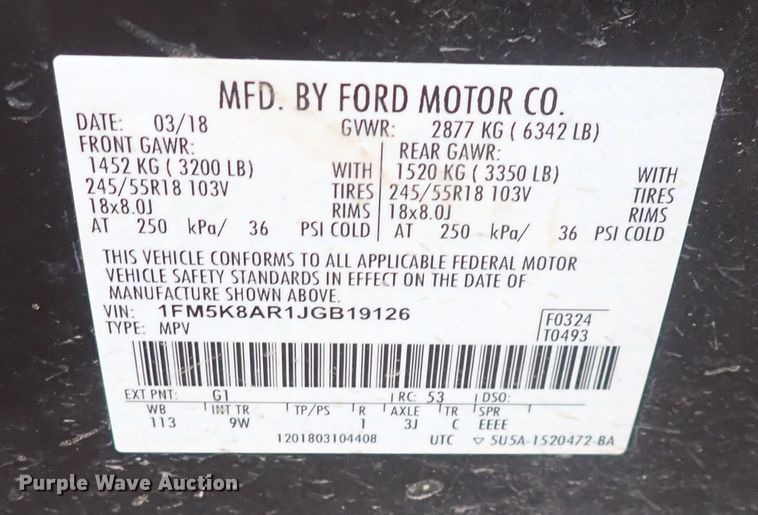 MFD. BY FORD MOTOR CO.
DATE: 03/18 GVWR: 2877 KG ( 6342 LB)
FRONT GAWR: REAR GAWR:
1452 KG ( 3200 LB) WITH 1520 KG ( 3350 LB) WITH
245/55R18 103V TIRES 245/55R18 103V TIRES
18x8.0J RIMS 18x8.0J RIMS
AT 250 kPa/ 36 PSI COLD AT 250 kPa/ 36 PSI COLD
THIS VEHICLE CONFORMS TO ALL APPLICABLE FEDERAL MOTOR
VEHICLE SAFETY STANDARDS IN EFFECT ON THE DATE OF
MANUFACTURE SHOWN ABOVE.
VIN: 1FM5K8AR1JGB19126 F0324
TYPE: MPV T0493
EXT PNT: G1 RC: 53 DSO:
WB INT TR TP/PS R AXLE TR SPR
113 9W 1 3J C EEEE
1201803104408 UTC ▽ 5U5A-1520472-BA
Purple Wave Auction